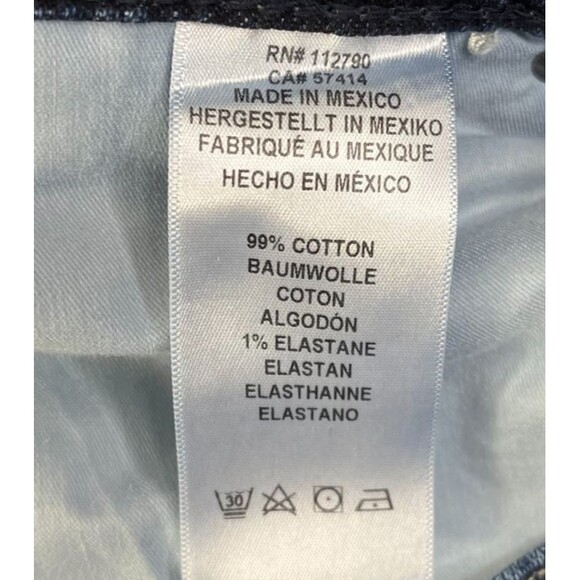 RN# 112790
CA# 57414
MADE IN MEXICO
HERGESTELLT IN MEXIKO
FABRIQUÉ AU MEXIQUE
HECHO EN MÉXICO
99% COTTON
BAUMWOLLE
COTON
ALGODÓN
1% ELASTANE
ELASTAN
ELASTHANNE
ELASTANO
30